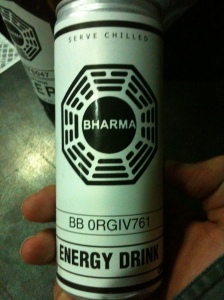 SERVE CHILLED
BHARMA
BB 0RGIV761
ENERGY DRINK